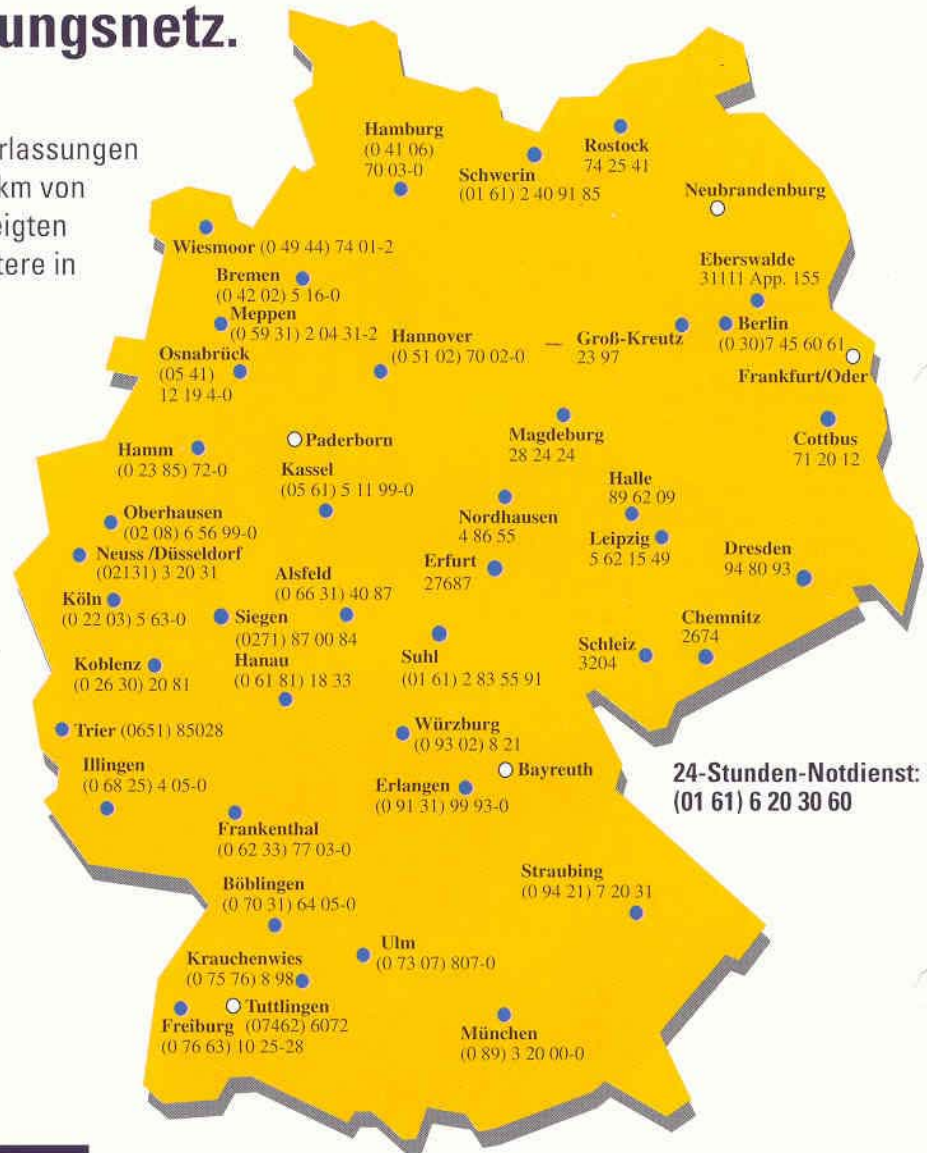 ungsnetz.
rlassungen
km von
eigten
tere in
Hamburg
(0 41 06)
70 03-0
Schwerin
(01 61) 2 40 91 85
Rostock
74 25 41
Neubrandenburg
Wiesmoor (0 49 44) 74 01-2
Bremen
(0 42 02) 5 16-0
Meppen
(0 59 31) 2 04 31-2
Eberswalde
31111 App. 155
Osnabrück
(05 41)
12 19 4-0
Hannover
(0 51 02) 70 02-0
— Groß-Kreutz
23 97
Berlin
(0 30)7 45 60 61
Frankfurt/Oder
Hamm
(0 23 85) 72-0
Paderborn
Kassel
(05 61) 5 11 99-0
Magdeburg
28 24 24
Cottbus
71 20 12
Halle
89 62 09
Oberhausen
(02 08) 6 56 99-0
Nordhausen
4 86 55
Leipzig
5 62 15 49
Neuss /Düsseldorf
(02131) 3 20 31
Erfurt
27687
Dresden
94 80 93
Alsfeld
(0 66 31) 40 87
Köln
(0 22 03) 5 63-0
Siegen
(0271) 87 00 84
Chemnitz
2674
Schleiz
3204
Koblenz
(0 26 30) 20 81
Hanau
(0 61 81) 18 33
Suhl
(01 61) 2 83 55 91
Trier (0651) 85028
Würzburg
(0 93 02) 8 21
Illingen
(0 68 25) 4 05-0
Bayreuth
24-Stunden-Notdienst:
(01 61) 6 20 30 60
Erlangen
(0 91 31) 99 93-0
Frankenthal
(0 62 33) 77 03-0
Böblingen
(0 70 31) 64 05-0
Straubing
(0 94 21) 7 20 31
Ulm
(0 73 07) 807-0
Krauchenwies
(0 75 76) 8 98
Tuttlingen
(07462) 6072
Freiburg
(0 76 63) 10 25-28
München
(0 89) 3 20 00-0